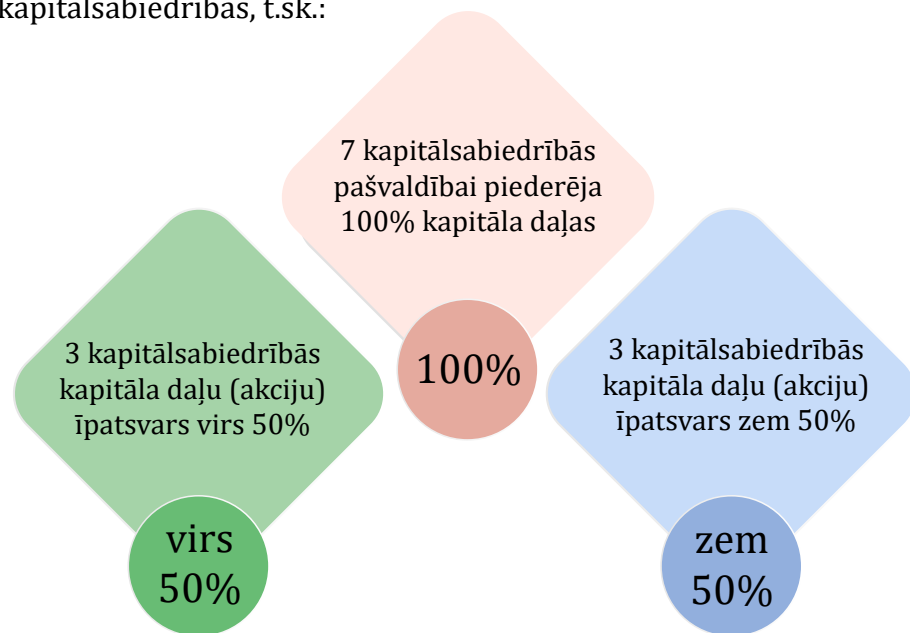 kapitālsabiedrībās, t.sk.:
7 kapitālsabiedrībās
pašvaldībai piederēja
100% kapitāla daļas
100%
3 kapitālsabiedrībās
kapitāla daļu (akciju)
īpatsvars virs 50%
virs
50%
3 kapitālsabiedrībās
kapitāla daļu (akciju)
īpatsvars zem 50%
zem
50%